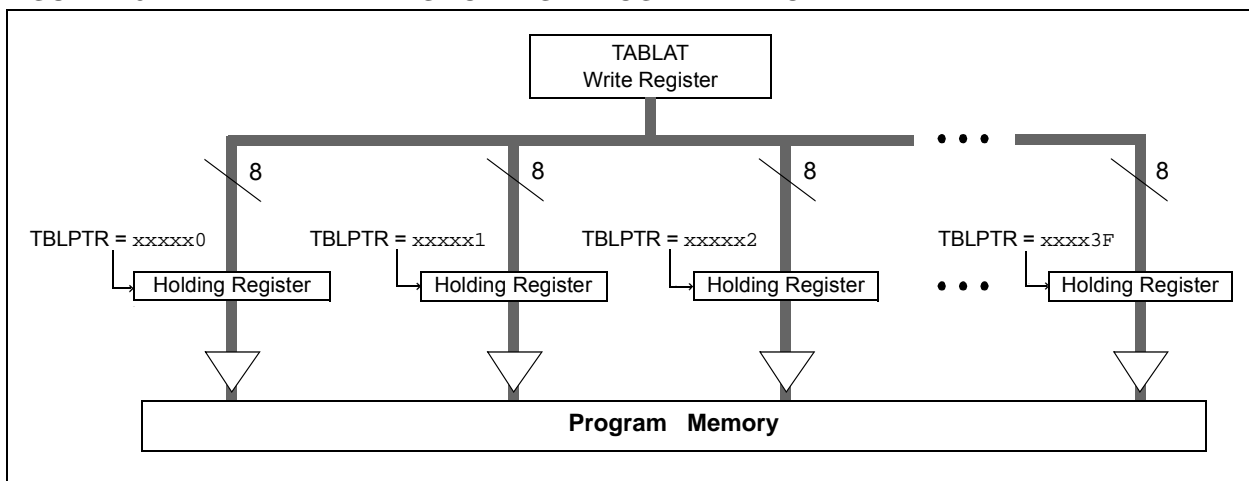 TABLAT
Write Register
8 8 8 8
TBLPTR = xxxxx0 TBLPTR = xxxxx1 TBLPTR = xxxxx2 TBLPTR = xxxx3F
Holding Register Holding Register Holding Register Holding Register
Program Memory